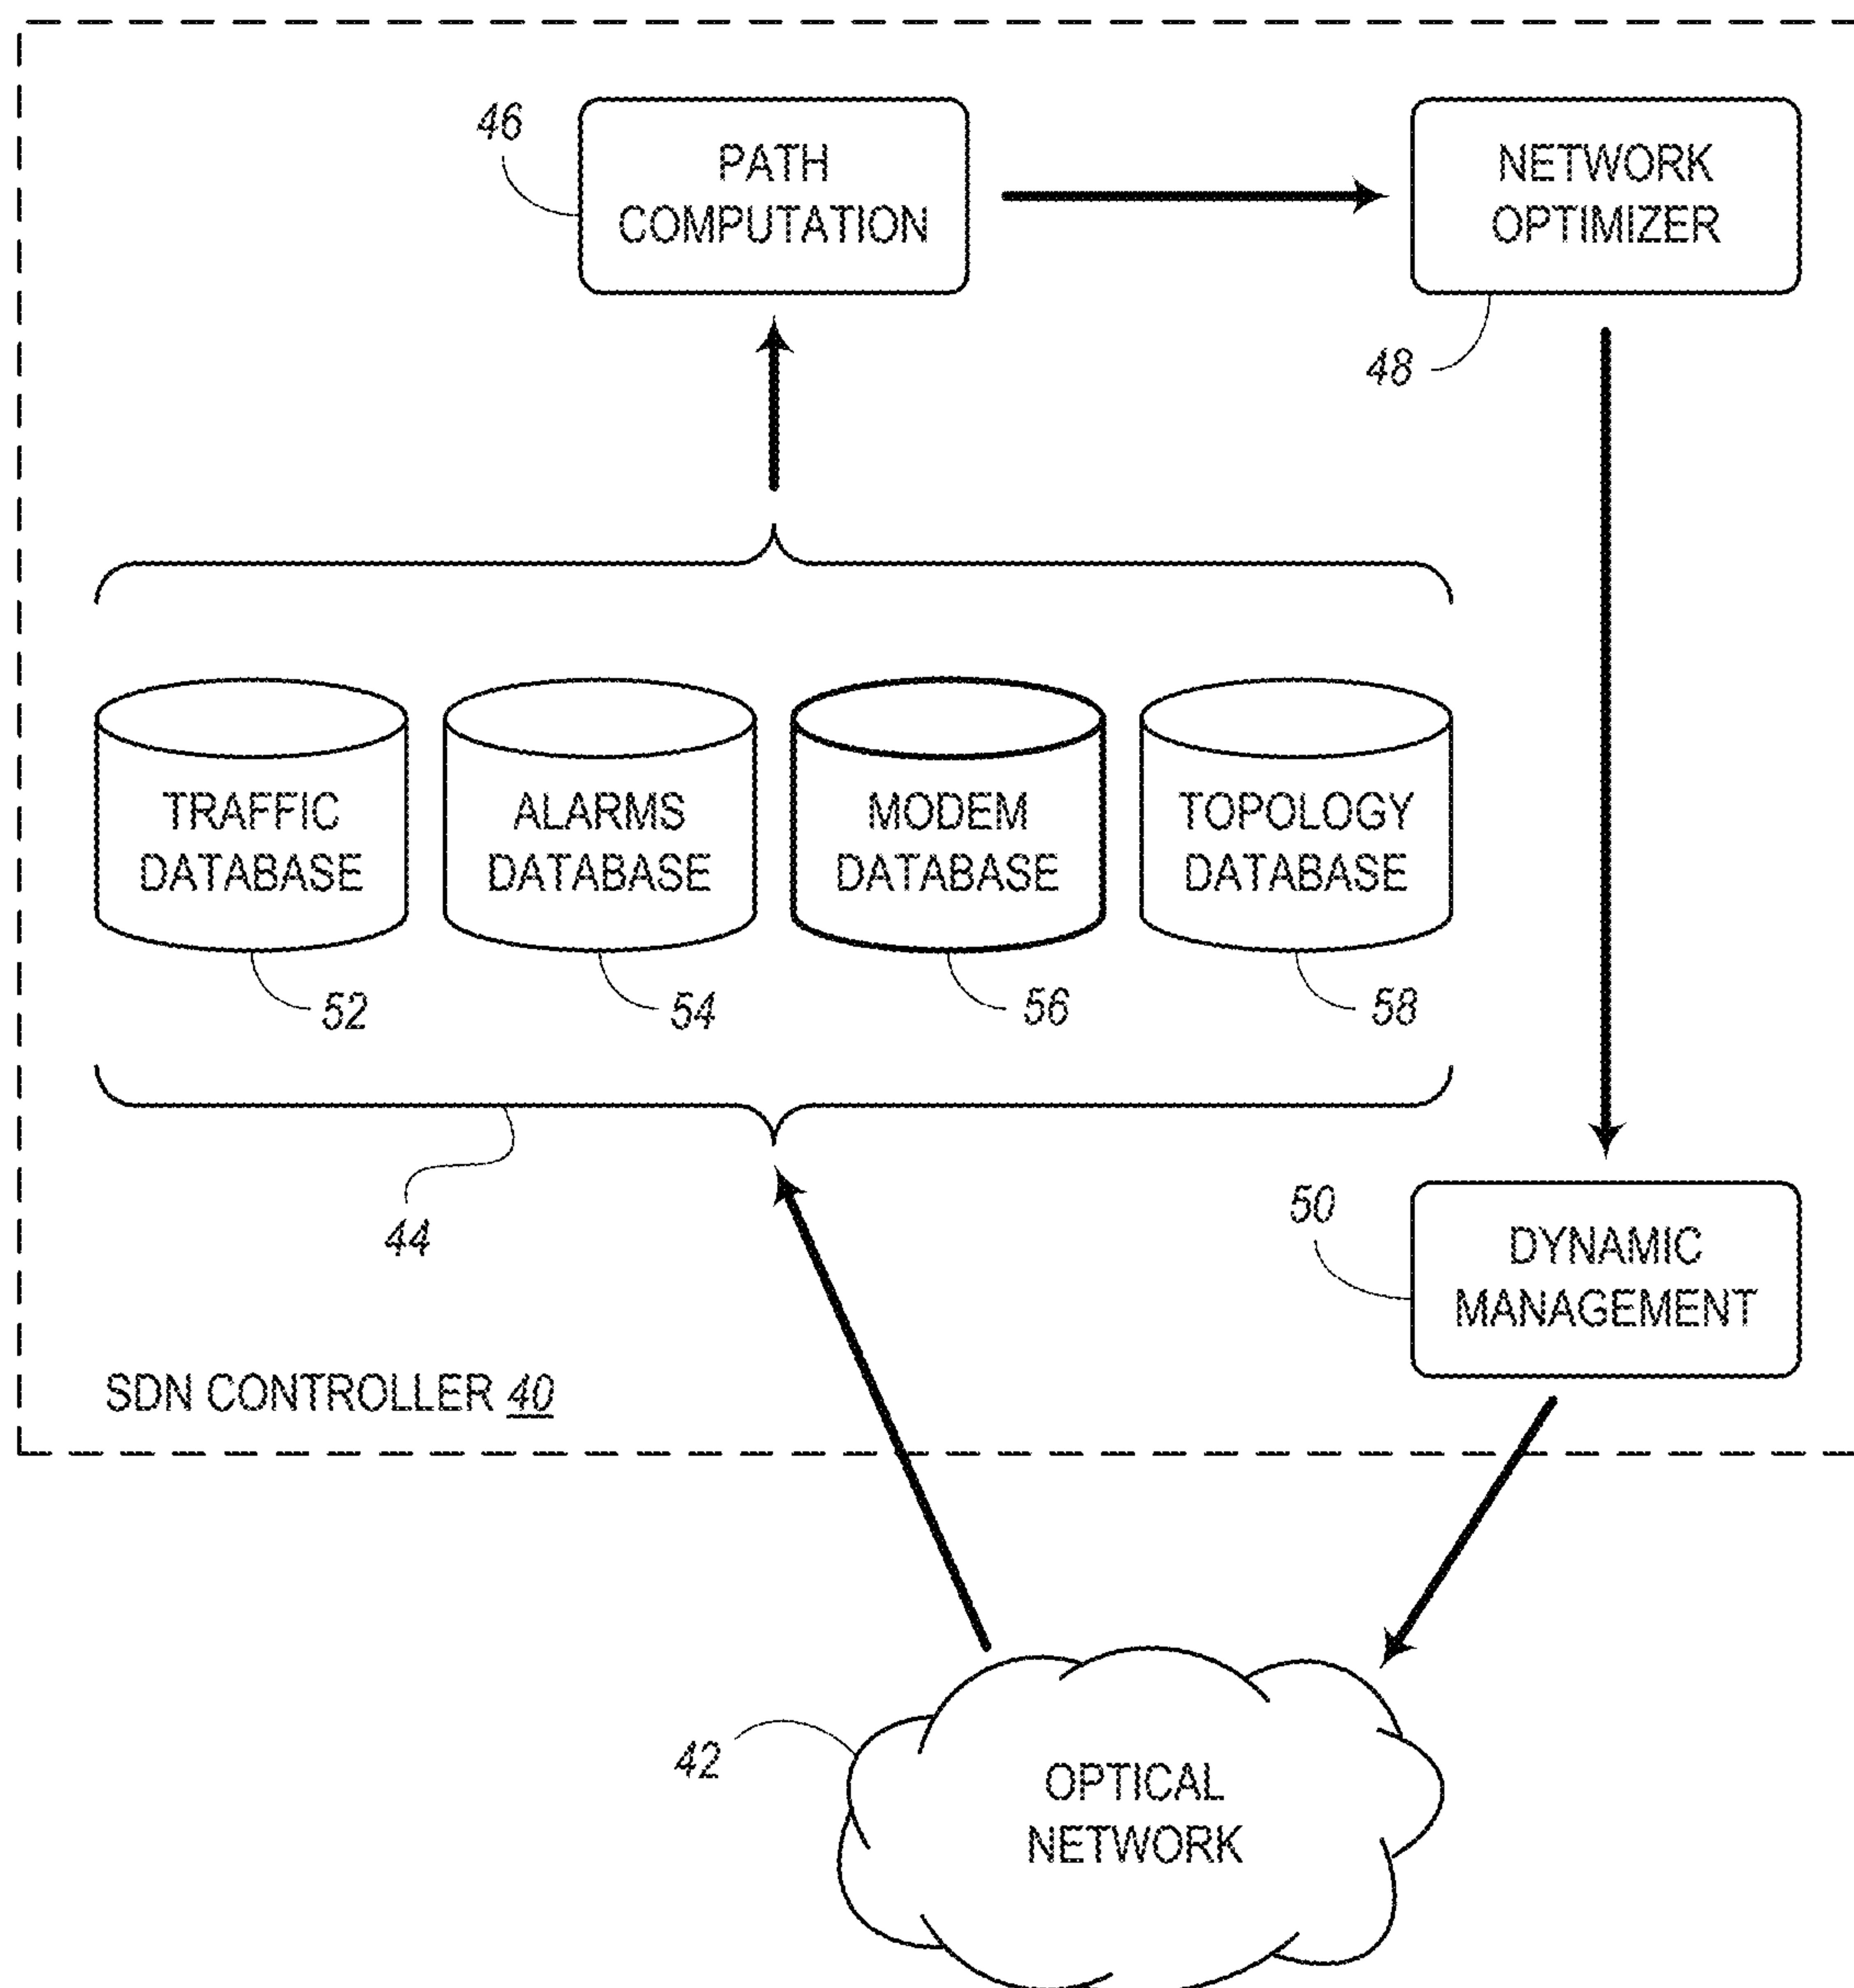 46
PATH
COMPUTATION
NETWORK
OPTIMIZER
48
TRAFFIC
DATABASE
ALARMS
DATABASE
MODEM
DATABASE
TOPOLOGY
DATABASE
52
54
56
58
44
50
DYNAMIC
MANAGEMENT
SDN CONTROLLER 40
42
OPTICAL
NETWORK